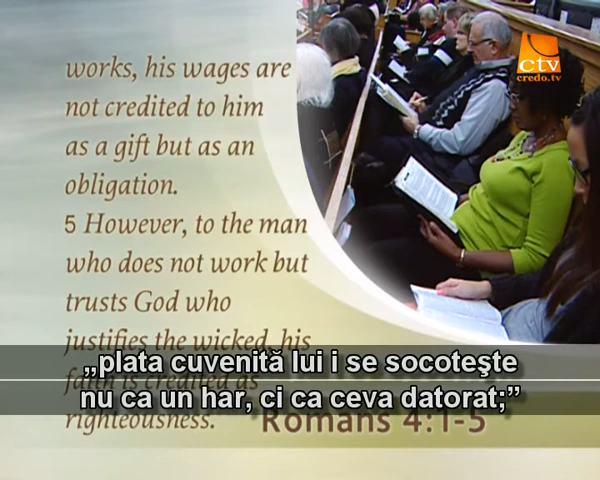 ctv
credo.tv
works, his wages are
not credited to him
as a gift but as an
obligation.
5 However, to the man
who does not work but
trusts God who
justifies the wicked, his
faith is credited as
righteousness.
Romans 4:1-5
„plata cuvenită lui i se socoteşte
nu ca un har, ci ca ceva datorat;”